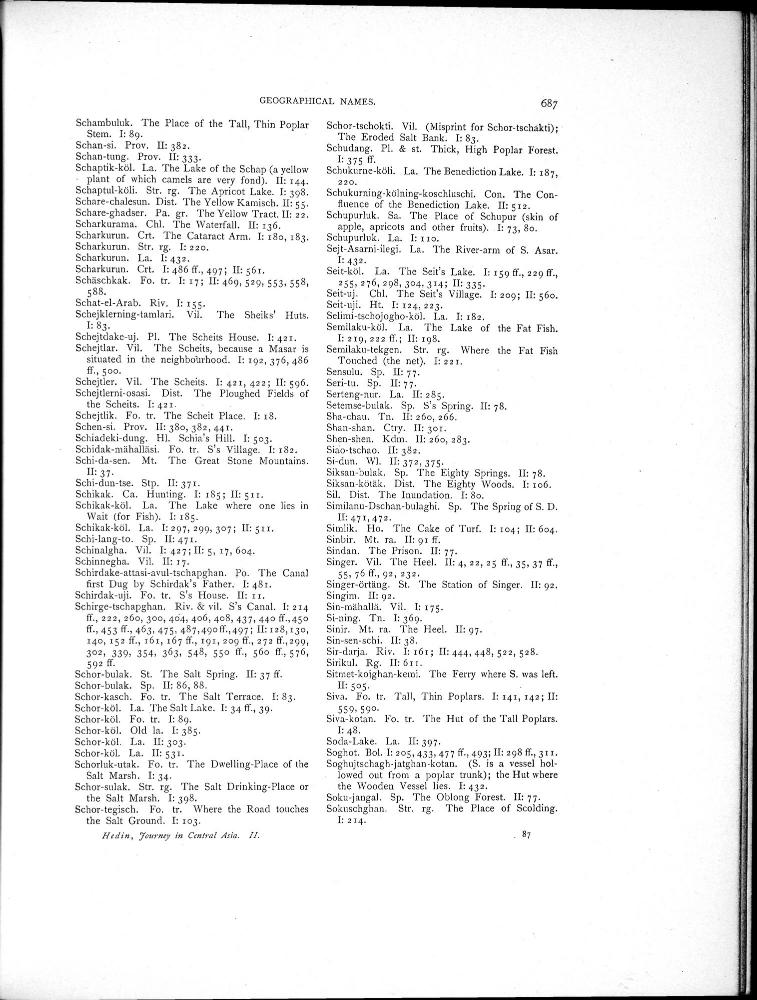 GEOGRAPHICAL NAMES.
687
Schambuluk. The Place of the Tall, Thin Poplar
Stem. I: 89.
Schan-si. Prov. II: 382.
Schan-tung. Prov. II: 333.
Schaptik-köl. La. The Lake of the Schap (a yellow
plant of which camels are very fond). II: 144.
Schaptul-köli. Str. rg. The Apricot Lake. I: 398.
Schare-chalesun. Dist. The Yellow Kamisch. II: 55.
Schare-ghadser. Pa. gr. The Yellow Tract. II: 22.
Scharkurama. Chl. The Waterfall. II: 136.
Scharkurun. Crt. The Cataract Arm. I: 180, 183.
Scharkurun. Str. rg. I: 220.
Scharkurun. La. I: 432.
Scharkurun. Crt. I: 486 ff., 497; II: 561.
Schäschkak. Fo. tr. I: 17; II: 469, 529, 553, 558,
588.
Schat-el-Arab. Riv. I: 155.
Schejklerning-tamlari. Vil. The Sheiks' Huts.
I: 83.
Schejtdake-uj. Pl. The Scheits House. I: 421.
Schejtlar. Vil. The Scheits, because a Masar is
situated in the neighbourhood. I: 192, 376, 486
ff., 500.
Schejtler. Vil. The Scheits. I: 421, 422; II: 596.
Schejtlerni-osasi. Dist. The Ploughed Fields of
the Scheits. I: 421.
Schejtlik. Fo. tr. The Scheit Place. I: 18.
Schen-si. Prov. II: 380, 382, 441.
Schiadeki-dung. Hl. Schia's Hill. I: 503.
Schidak-mähalläsi. Fo. tr. S's Village. I: 182.
Schi-da-sen. Mt. The Great Stone Mountains.
II: 37.
Schi-dun-tse. Stp. II: 371.
Schikak. Ca. Hunting. I: 185; II: 511.
Schikak-köl. La. The Lake where one lies in
Wait (for Fish). I: 185.
Schikak-köl. La. I: 297, 299, 307; II: 511.
Schi-lang-to. Sp. II: 471.
Schinalgha. Vil. I: 427; II: 5, 17, 604.
Schinnegha. Vil. II: 17.
Schirdake-attasi-avul-tschapghan. Po. The Canal
first Dug by Schirdak's Father. I: 481.
Schirdak-uji. Fo. tr. S's House. II: 11.
Schirge-tschapghan. Riv. & vil. S's Canal. I: 214
ff., 222, 260, 300, 404, 406, 408, 437, 440 ff., 450
ff., 453 ff., 463, 475, 487, 490 ff., 497; II: 128, 130,
140, 152 ff., 161, 167 ff., 191, 209 ff., 272 ff., 299,
302, 339, 354, 363, 548, 550 ff., 560 ff., 576,
592 ff.
Schor-bulak. St. The Salt Spring. II: 37 ff.
Schor-bulak. Sp. II: 86, 88.
Schor-kasch. Fo. tr. The Salt Terrace. I: 83.
Schor-köl. La. The Salt Lake. I: 34 ff., 39.
Schor-köl. Fo. tr. I: 89.
Schor-köl. Old la. I: 385.
Schor-köl. La. II: 303.
Schor-köl. La. II: 531.
Schorluk-utak. Fo. tr. The Dwelling-Place of the
Salt Marsh. I: 34.
Schor-sulak. Str. rg. The Salt Drinking-Place or
the Salt Marsh. I: 398.
Schor-tegisch. Fo. tr. Where the Road touches
the Salt Ground. I: 103.
Schor-tschokti. Vil. (Misprint for Schor-tschakti);
The Eroded Salt Bank. I: 83.
Schudang. Pl. & st. Thick, High Poplar Forest.
I: 375 ff.
Schukurne-köli. La. The Benediction Lake. I: 187,
220.
Schukurning-kölning-koschluschi. Con. The Con-
fluence of the Benediction Lake. II: 512.
Schupurluk. Sa. The Place of Schupur (skin of
apple, apricots and other fruits). I: 73, 80.
Schupurluk. La. I: 110.
Sejt-Asarni-ilegi. La. The River-arm of S. Asar.
I: 432.
Seit-köl. La. The Seit's Lake. I: 159 ff., 229 ff.,
255, 276, 298, 304, 314; II: 335.
Seit-uj. Chl. The Seit's Village. I: 209; II: 560.
Seit-uji. Ht. I: 124, 223.
Selimi-tschojogho-köl. La. I: 182.
Semilaku-köl. La. The Lake of the Fat Fish.
I: 219, 222 ff.; II: 198.
Semilaku-tekgen. Str. rg. Where the Fat Fish
Touched (the net). I: 221.
Sensulu. Sp. II: 77.
Seri-tu. Sp. II: 77.
Serteng-nur. La. II: 285.
Setemse-bulak. Sp. S's Spring. II: 78.
Sha-chau. Tn. II: 260, 266.
Shan-shan. Ctry. II: 301.
Shen-shen. Kdm. II: 260, 283.
Siao-tschao. II: 382.
Si-dun. Wl. II: 372, 375.
Siksan-bulak. Sp. The Eighty Springs. II: 78.
Siksan-kötäk. Dist. The Eighty Woods. I: 106.
Sil. Dist. The Inundation. I: 80.
Similanu-Dschan-bulaghi. Sp. The Spring of S. D.
II: 471, 472.
Simlik. Ho. The Cake of Turf. I: 104; II: 604.
Sinbir. Mt. ra. II: 91 ff.
Sindan. The Prison. II: 77.
Singer. Vil. The Heel. II: 4, 22, 25 ff., 35, 37 ff.,
55, 76 ff., 92, 232.
Singer-örtäng. St. The Station of Singer. II: 92.
Singim. II: 92.
Sin-mähallä. Vil. I: 175.
Si-ning. Tn. I: 369.
Sinir. Mt. ra. The Heel. II: 97.
Sin-sen-schi. II: 38.
Sir-darja. Riv. I: 161; II: 444, 448, 522, 528.
Sirikul. Rg. II: 611.
Sitmet-koighan-kemi. The Ferry where S. was left.
II: 505.
Siva. Fo. tr. Tall, Thin Poplars. I: 141, 142; II:
559, 590.
Siva-kotan. Fo. tr. The Hut of the Tall Poplars.
I: 48.
Soda-Lake. La. II: 397.
Soghot. Bol. I: 205, 433, 477 ff., 493; II: 298 ff., 311.
Soghujtschagh-jatghan-kotan. (S. is a vessel hol-
lowed out from a poplar trunk); the Hut where
the Wooden Vessel lies. I: 432.
Soku-jangal. Sp. The Oblong Forest. II: 77.
Sokuschghan. Str. rg. The Place of Scolding.
I: 214.
Hedin, Journey in Central Asia. II.
87